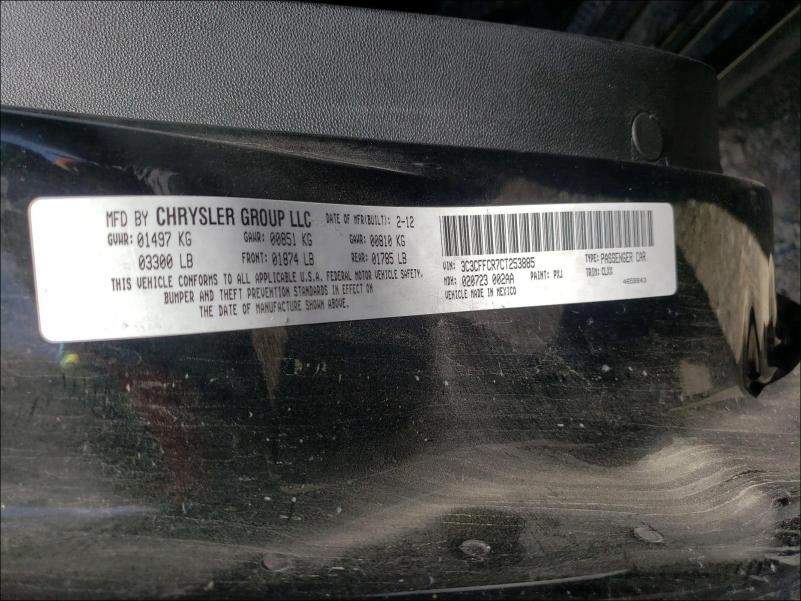 MFD BY CHRYSLER GROUP LLC DATE OF MFR(BUILT): 2-12
GVWR: 01497 KG GAWR: 00851 KG GAWR: 00810 KG
03300 LB FRONT: 01874 LB REAR: 01785 LB
THIS VEHICLE CONFORMS TO ALL APPLICABLE U.S.A. FEDERAL MOTOR VEHICLE SAFETY,
BUMPER AND THEFT PREVENTION STANDARDS IN EFFECT ON
THE DATE OF MANUFACTURE SHOWN ABOVE.
VIN: 3C3CFFCR7CT253885 TYPE: PASSENGER CAR
MDH: 020723 002AA PAINT: PXJ TRIM: CLXX
VEHICLE MADE IN MEXICO